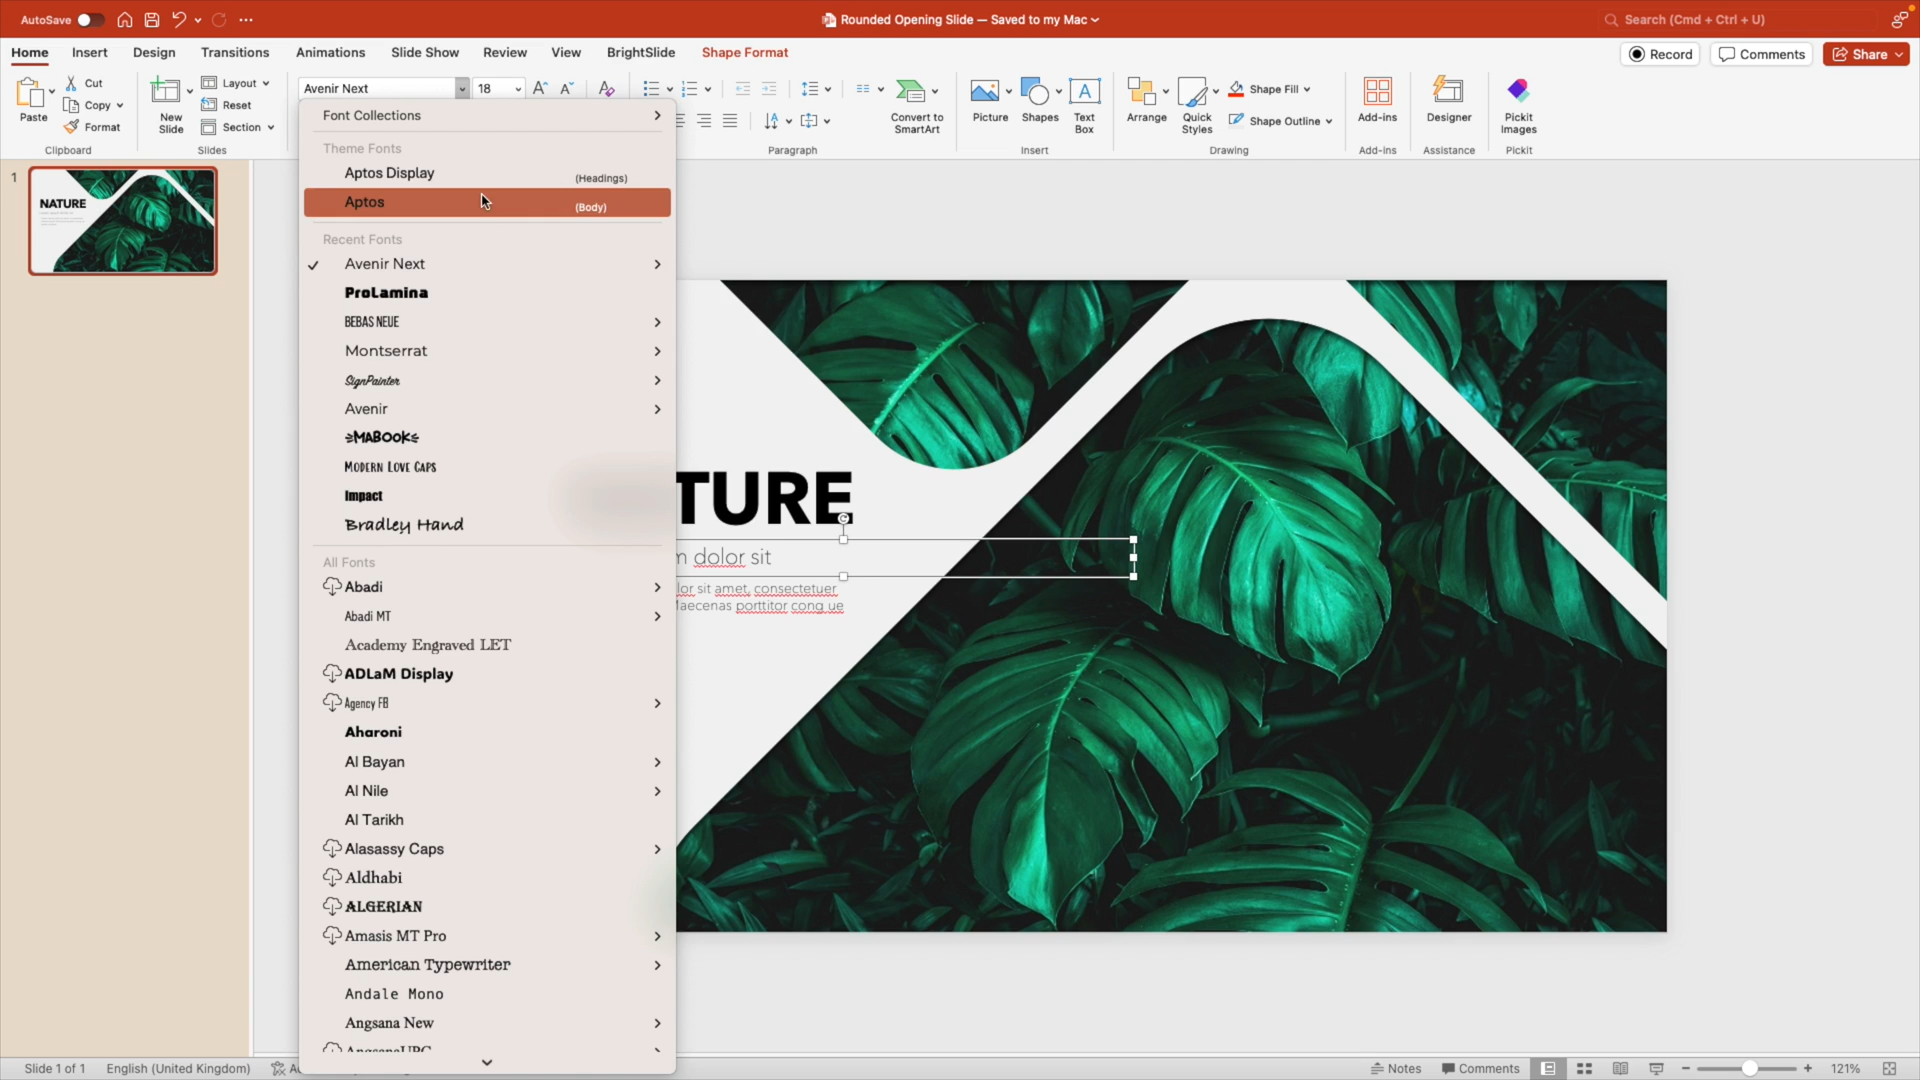 AutoSave
Rounded Opening Slide — Saved to my Mac
Search (Cmd + Ctrl + U)
Home Insert Design Transitions Animations Slide Show Review View BrightSlide Shape Format
Record Comments Share
Paste
Cut
Copy
Format
Clipboard
New Slide
Layout
Reset
Section
Slides
Avenir Next 18
Convert to SmartArt
Paragraph
Picture
Shapes
Text Box
Insert
Arrange
Quick Styles
Shape Fill
Shape Outline
Drawing
Add-ins
Add-ins
Designer
Assistance
Pickit Images
Pickit
1
NATURE
Font Collections
Theme Fonts
Aptos Display (Headings)
Aptos (Body)
Recent Fonts
Avenir Next
ProLamina
BEBAS NEUE
Montserrat
SignPainter
Avenir
MABOOK
Modern Love Caps
Impact
Bradley Hand
All Fonts
Abadi
Abadi MT
Academy Engraved LET
ADLaM Display
Agency FB
Aharoni
Al Bayan
Al Nile
Al Tarikh
Alasassy Caps
Aldhabi
ALGERIAN
Amasis MT Pro
American Typewriter
Andale Mono
Angsana New
AngsanaUPC
TURE
m dolor sit
lor sit amet, consectetuer
Maecenas porttitor cong ue
Slide 1 of 1 English (United Kingdom)
Notes Comments 121%